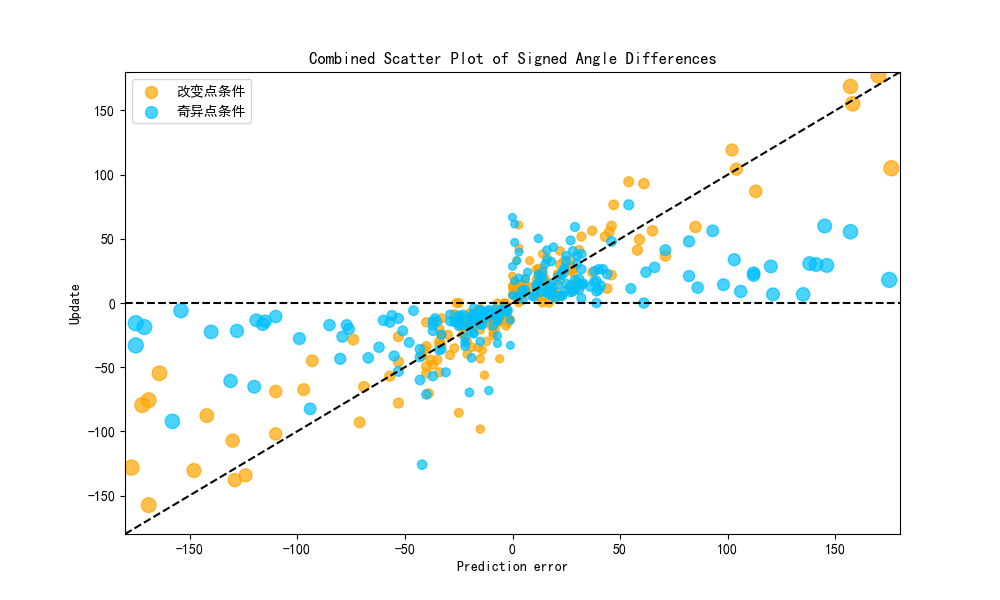 Combined Scatter Plot of Signed Angle Differences
改变点条件
奇异点条件
150
100
50
0
−50
−100
−150
Update
−150 −100 −50 0 50 100 150
Prediction error